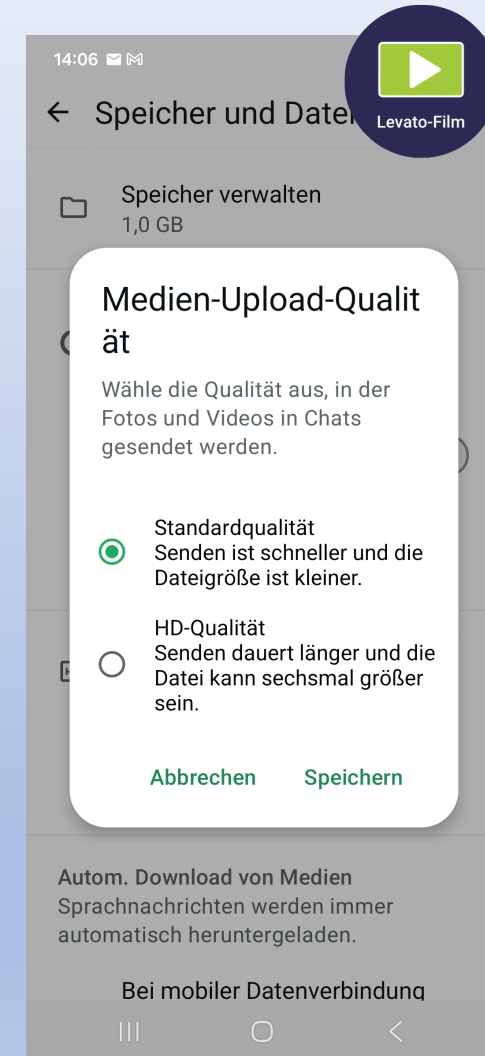 14:06
Speicher und Date
Levato-Film
Speicher verwalten
1,0 GB
Medien-Upload-Qualit
ät
Wähle die Qualität aus, in der
Fotos und Videos in Chats
gesendet werden.
Standardqualität
Senden ist schneller und die
Dateigröße ist kleiner.
HD-Qualität
Senden dauert länger und die
Datei kann sechsmal größer
sein.
Abbrechen Speichern
Autom. Download von Medien
Sprachnachrichten werden immer
automatisch heruntergeladen.
Bei mobiler Datenverbindung